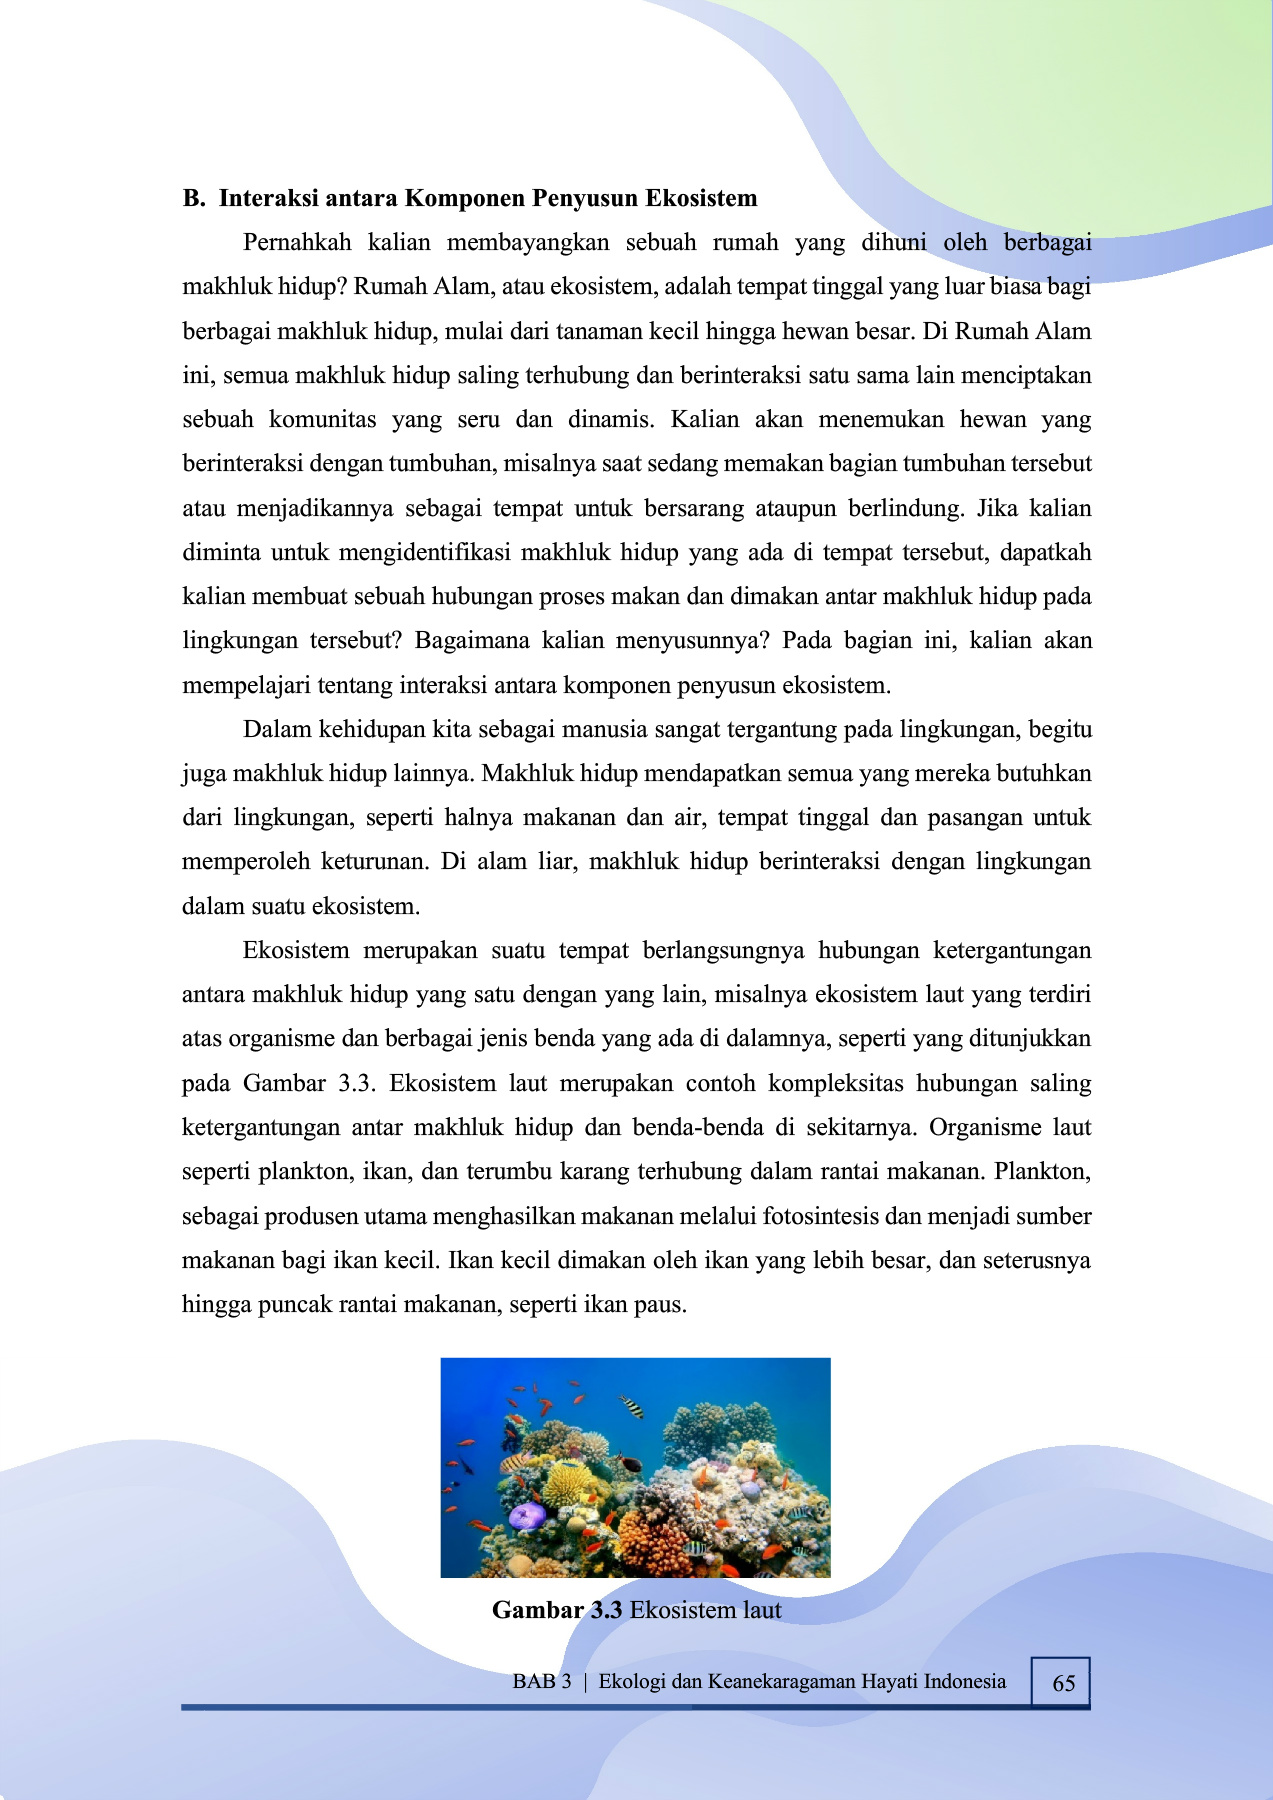 B. Interaksi antara Komponen Penyusun Ekosistem
Pernahkah kalian membayangkan sebuah rumah yang dihuni oleh berbagai
makhluk hidup? Rumah Alam, atau ekosistem, adalah tempat tinggal yang luar biasa bagi
berbagai makhluk hidup, mulai dari tanaman kecil hingga hewan besar. Di Rumah Alam
ini, semua makhluk hidup saling terhubung dan berinteraksi satu sama lain menciptakan
sebuah komunitas yang seru dan dinamis. Kalian akan menemukan hewan yang
berinteraksi dengan tumbuhan, misalnya saat sedang memakan bagian tumbuhan tersebut
atau menjadikannya sebagai tempat untuk bersarang ataupun berlindung. Jika kalian
diminta untuk mengidentifikasi makhluk hidup yang ada di tempat tersebut, dapatkah
kalian membuat sebuah hubungan proses makan dan dimakan antar makhluk hidup pada
lingkungan tersebut? Bagaimana kalian menyusunnya? Pada bagian ini, kalian akan
mempelajari tentang interaksi antara komponen penyusun ekosistem.
Dalam kehidupan kita sebagai manusia sangat tergantung pada lingkungan, begitu
juga makhluk hidup lainnya. Makhluk hidup mendapatkan semua yang mereka butuhkan
dari lingkungan, seperti halnya makanan dan air, tempat tinggal dan pasangan untuk
memperoleh keturunan. Di alam liar, makhluk hidup berinteraksi dengan lingkungan
dalam suatu ekosistem.
Ekosistem merupakan suatu tempat berlangsungnya hubungan ketergantungan
antara makhluk hidup yang satu dengan yang lain, misalnya ekosistem laut yang terdiri
atas organisme dan berbagai jenis benda yang ada di dalamnya, seperti yang ditunjukkan
pada Gambar 3.3. Ekosistem laut merupakan contoh kompleksitas hubungan saling
ketergantungan antar makhluk hidup dan benda-benda di sekitarnya. Organisme laut
seperti plankton, ikan, dan terumbu karang terhubung dalam rantai makanan. Plankton,
sebagai produsen utama menghasilkan makanan melalui fotosintesis dan menjadi sumber
makanan bagi ikan kecil. Ikan kecil dimakan oleh ikan yang lebih besar, dan seterusnya
hingga puncak rantai makanan, seperti ikan paus.
Gambar 3.3 Ekosistem laut
BAB 3 | Ekologi dan Keanekaragaman Hayati Indonesia 65